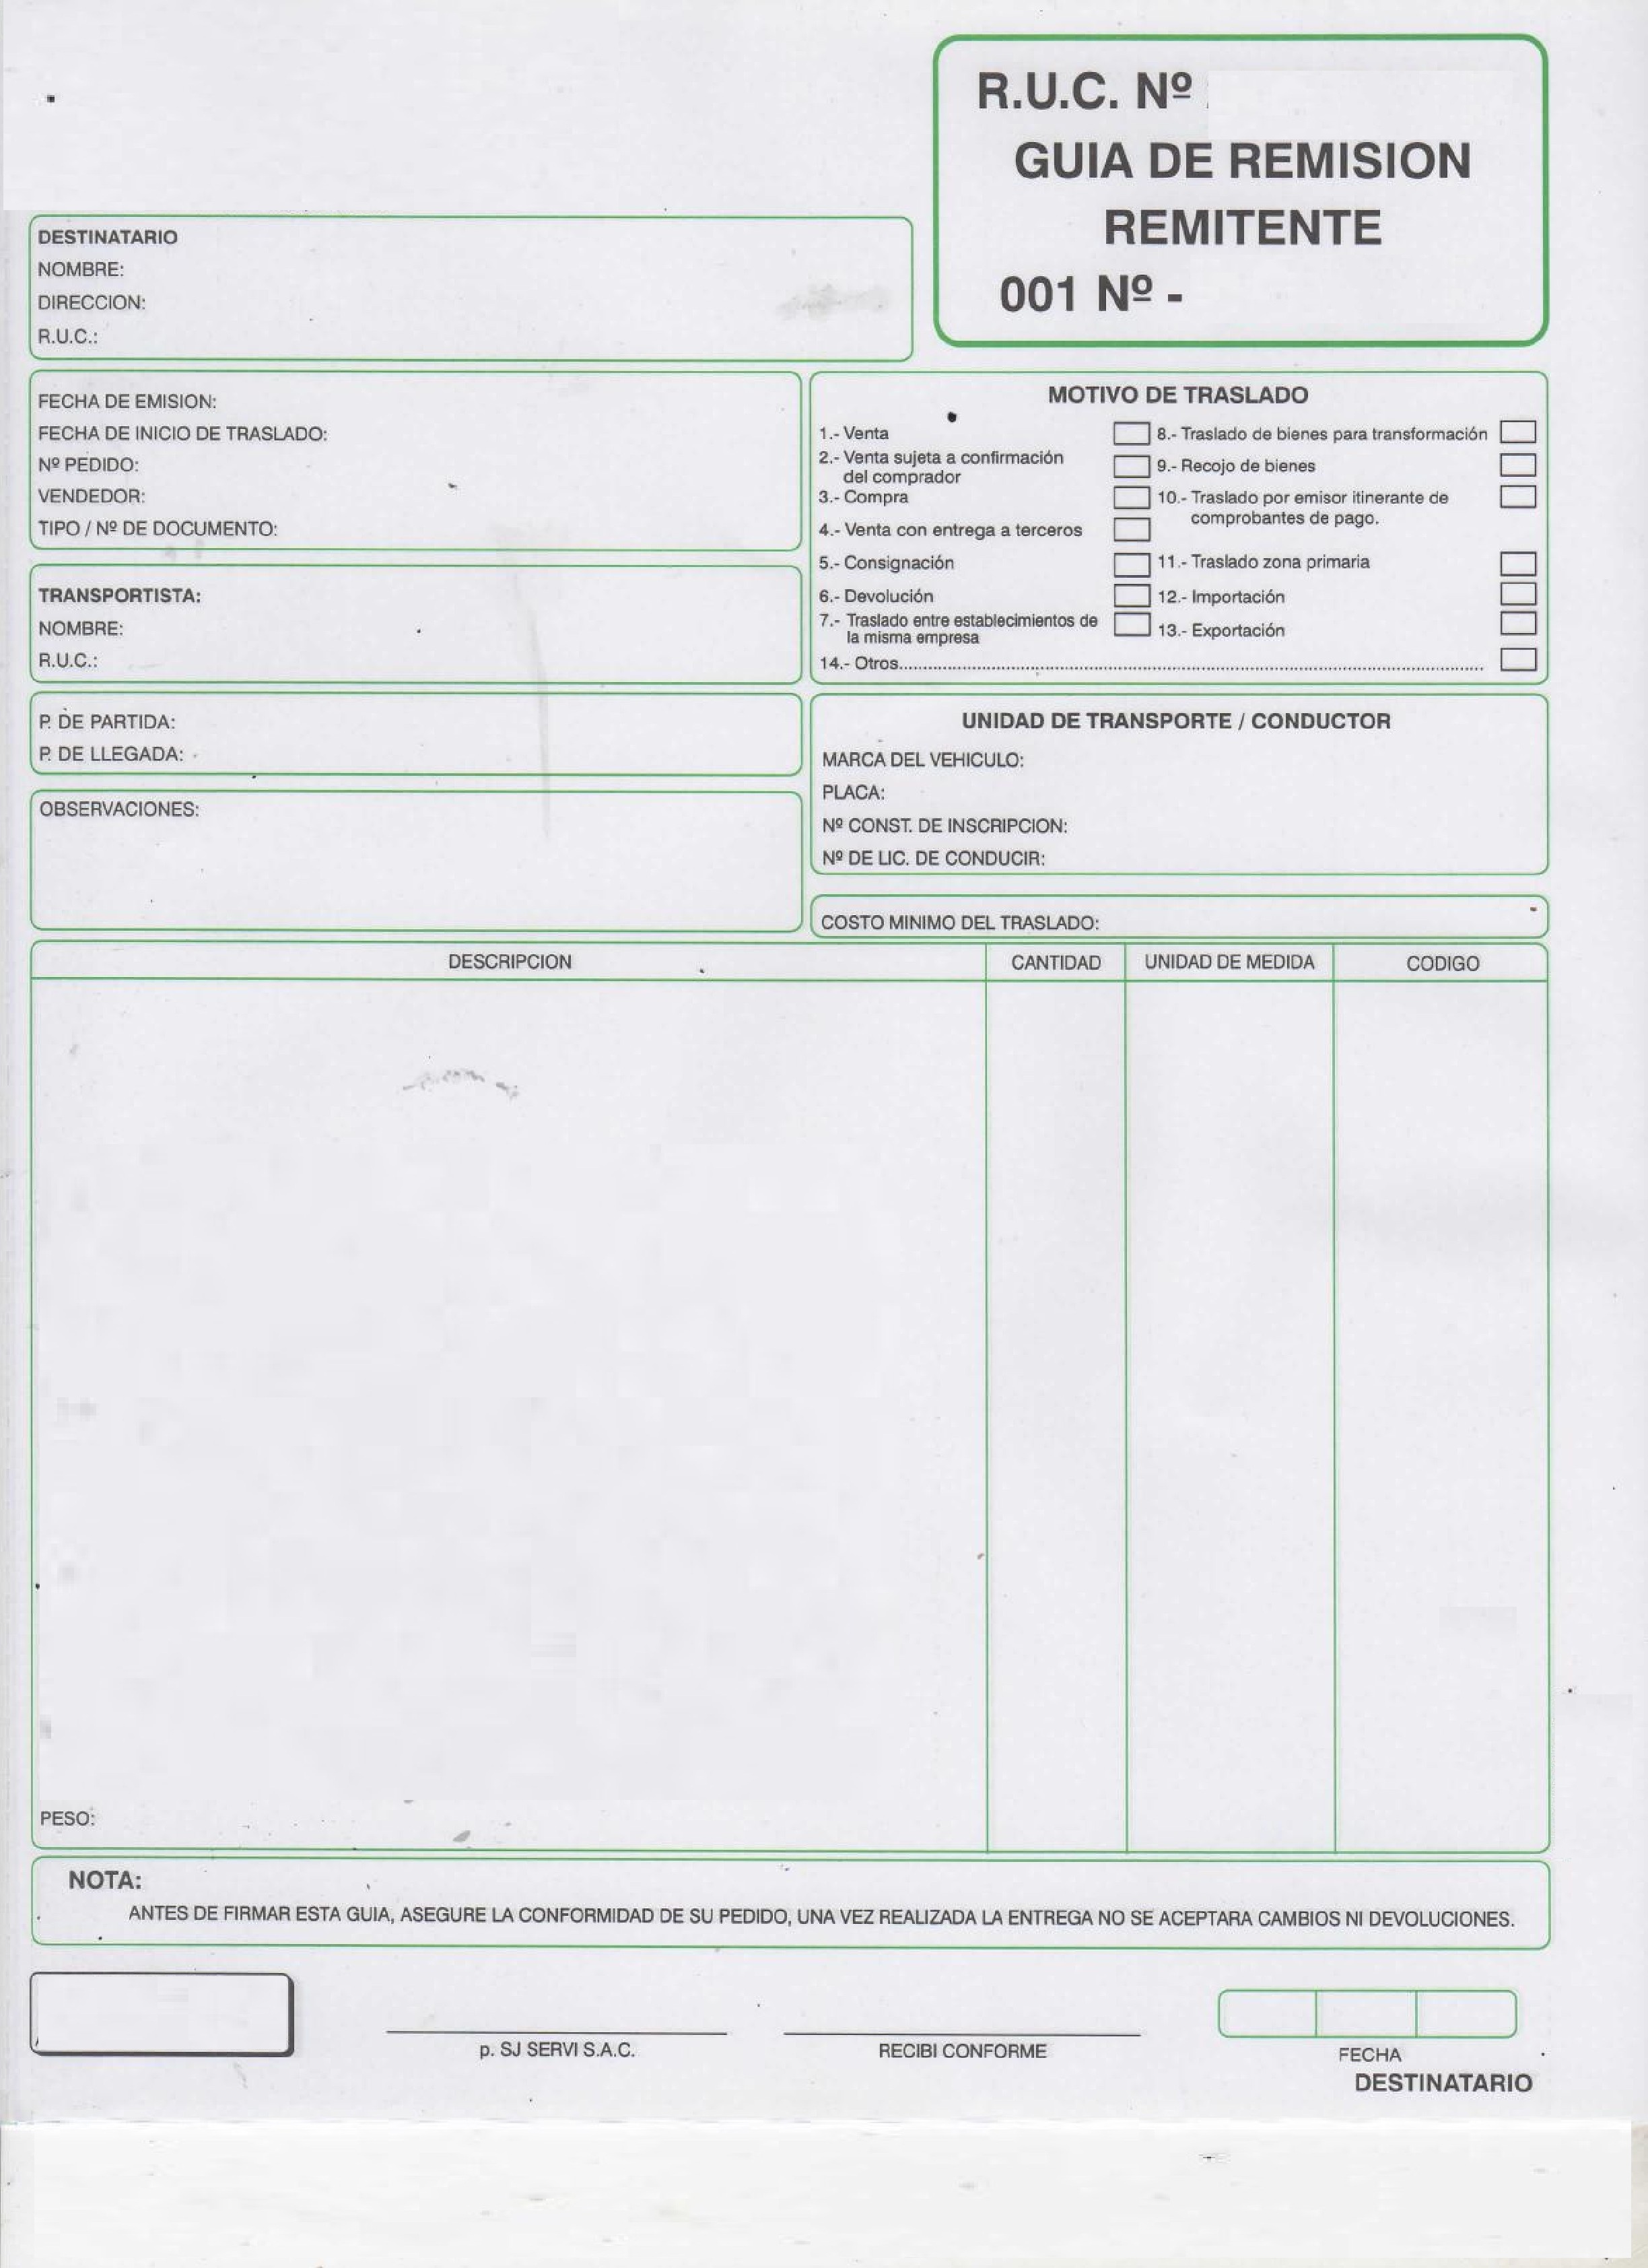 R.U.C. Nº
GUIA DE REMISION
REMITENTE
001 Nº -
DESTINATARIO
NOMBRE:
DIRECCION:
R.U.C.:
FECHA DE EMISION:
FECHA DE INICIO DE TRASLADO:
Nº PEDIDO:
VENDEDOR:
TIPO / Nº DE DOCUMENTO:
TRANSPORTISTA:
NOMBRE:
R.U.C.:
P. DE PARTIDA:
P. DE LLEGADA:
OBSERVACIONES:
MOTIVO DE TRASLADO
1.- Venta
2.- Venta sujeta a confirmación
del comprador
3.- Compra
4.- Venta con entrega a terceros
5.- Consignación
6.- Devolución
7.- Traslado entre establecimientos de
la misma empresa
8.- Traslado de bienes para transformación
9.- Recojo de bienes
10.- Traslado por emisor itinerante de
comprobantes de pago.
11.- Traslado zona primaria
12.- Importación
13.- Exportación
14.- Otros
UNIDAD DE TRANSPORTE / CONDUCTOR
MARCA DEL VEHICULO:
PLACA:
Nº CONST. DE INSCRIPCION:
Nº DE LIC. DE CONDUCIR:
COSTO MINIMO DEL TRASLADO:
DESCRIPCION CANTIDAD UNIDAD DE MEDIDA CODIGO
PESO:
NOTA:
ANTES DE FIRMAR ESTA GUIA, ASEGURE LA CONFORMIDAD DE SU PEDIDO, UNA VEZ REALIZADA LA ENTREGA NO SE ACEPTARA CAMBIOS NI DEVOLUCIONES.
p. SJ SERVI S.A.C.
RECIBI CONFORME
FECHA
DESTINATARIO